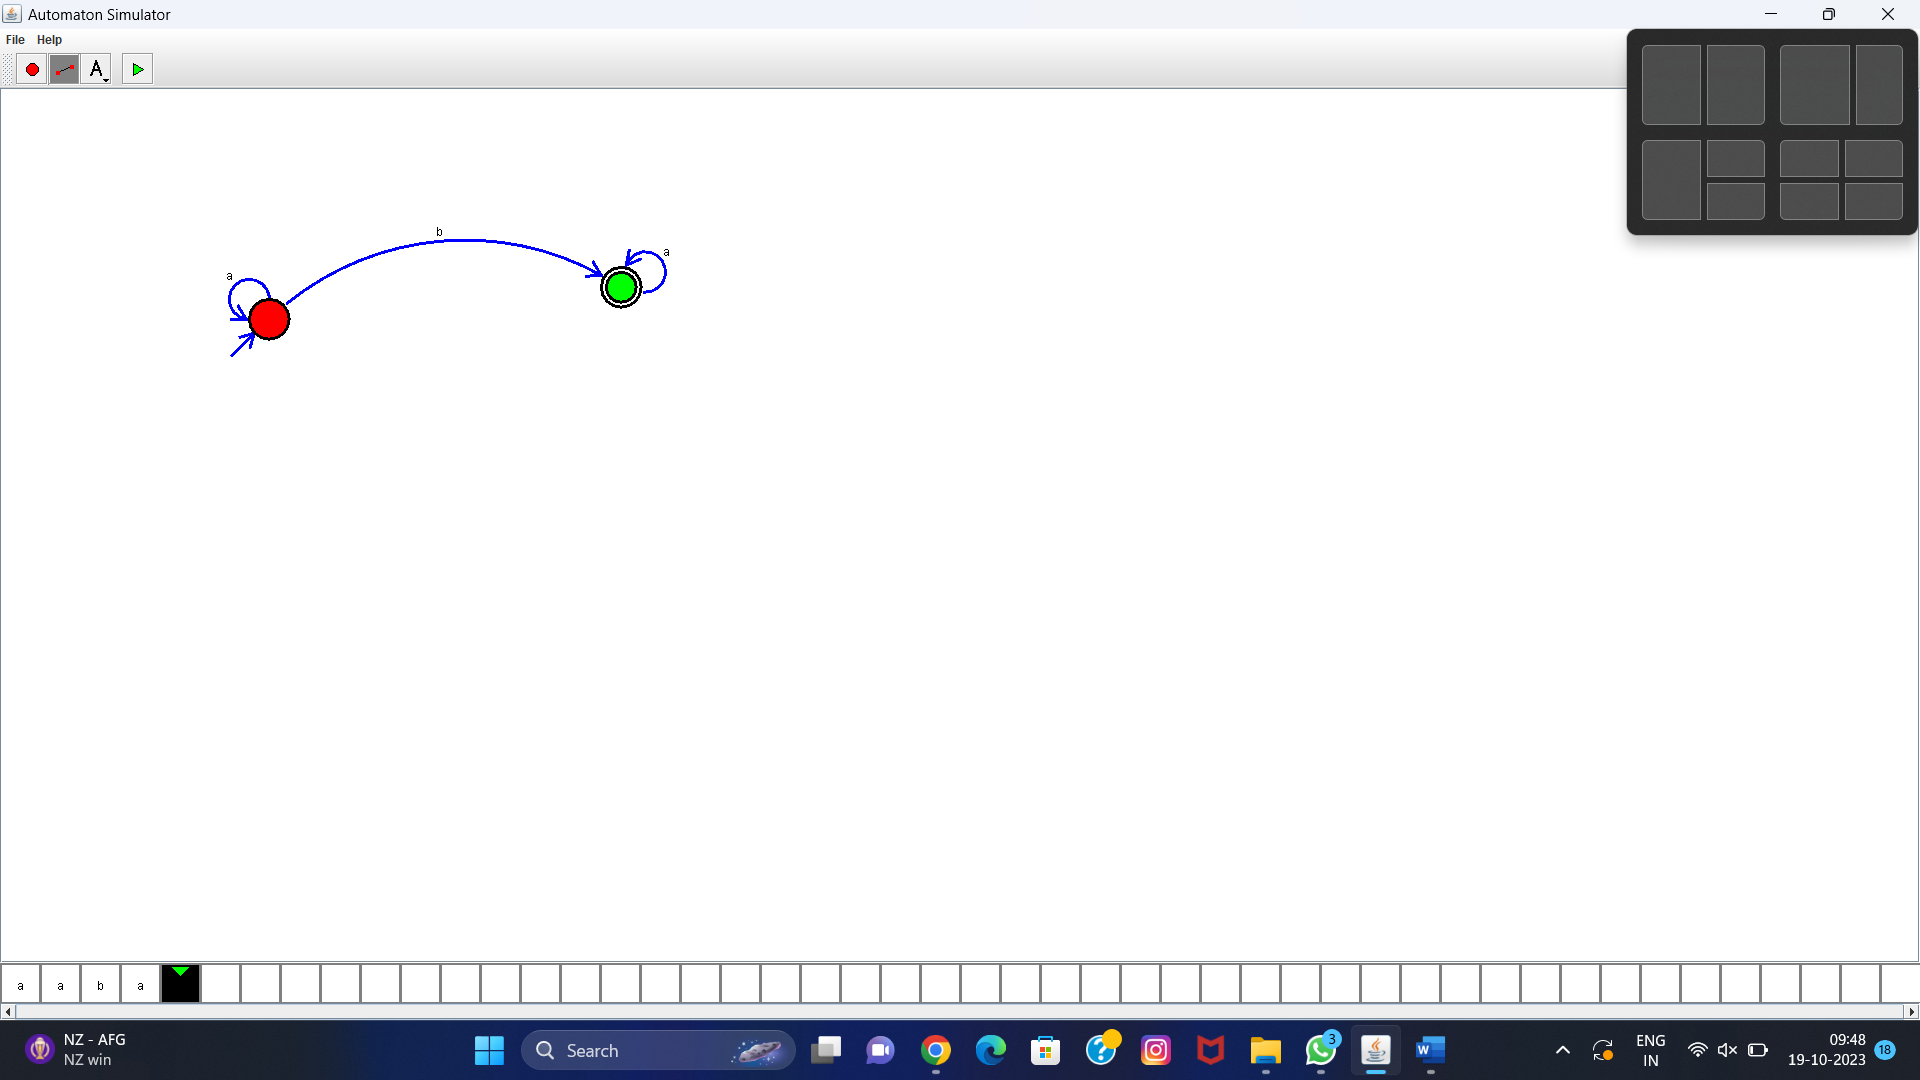 Automaton Simulator
File Help
A
b
a
a
a a b a
NZ - AFG
NZ win
Search
3
W
ENG
IN
09:48
19-10-2023
18